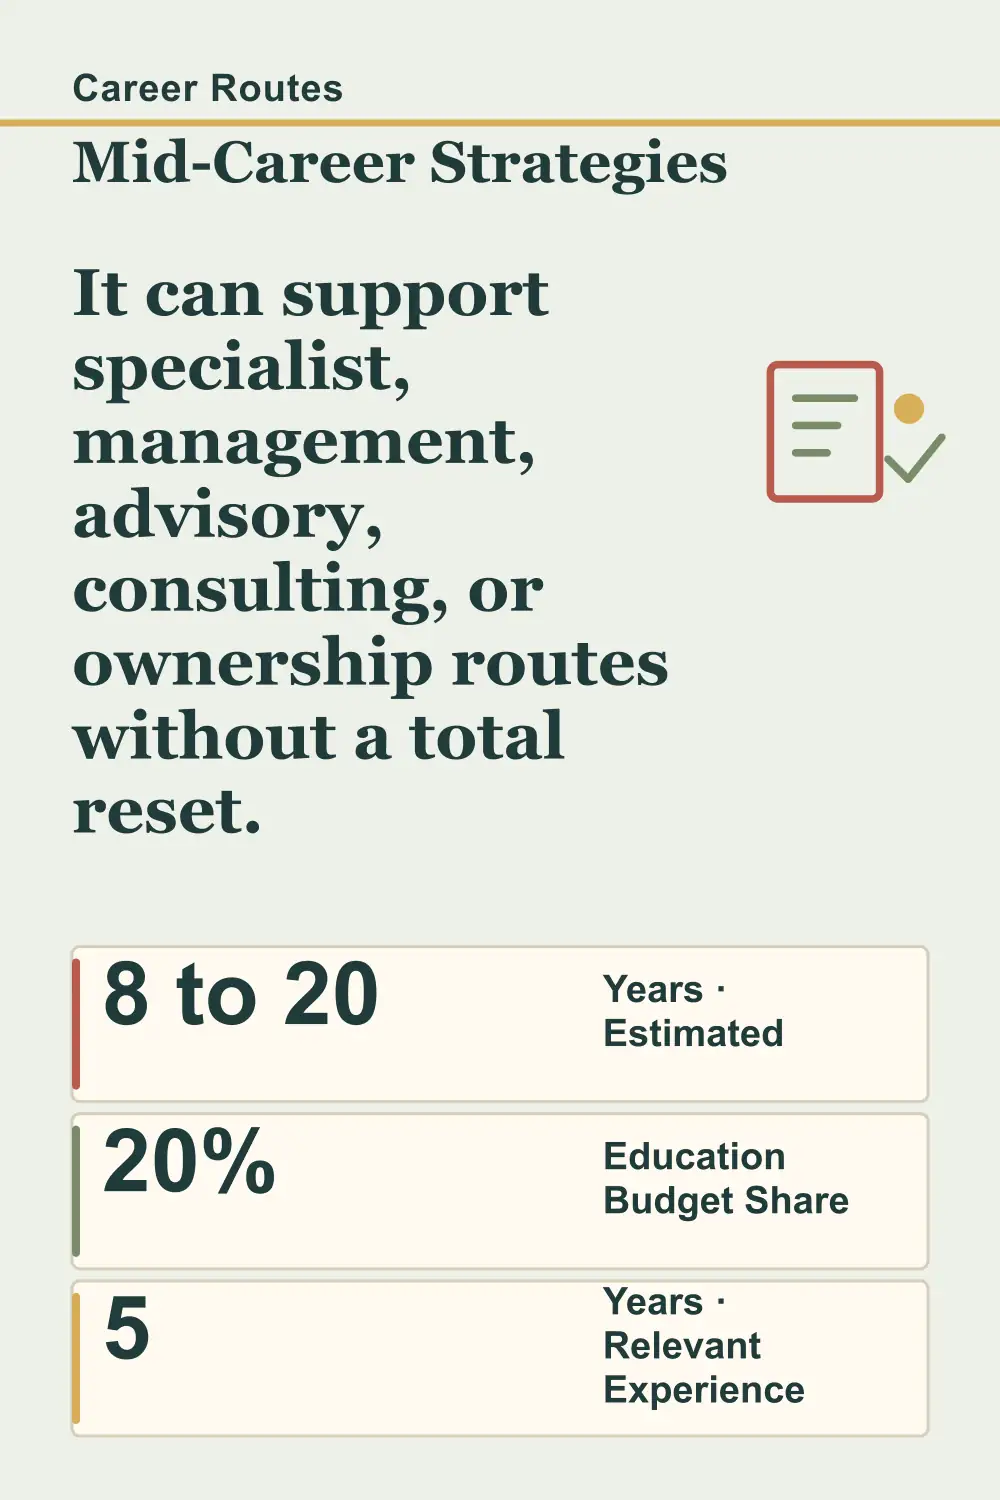 Career Routes
Mid-Career Strategies
It can support
specialist,
management,
advisory,
consulting, or
ownership routes
without a total
reset.
8 to 20
Years ·
Estimated
20%
Education
Budget Share
5
Years ·
Relevant
Experience